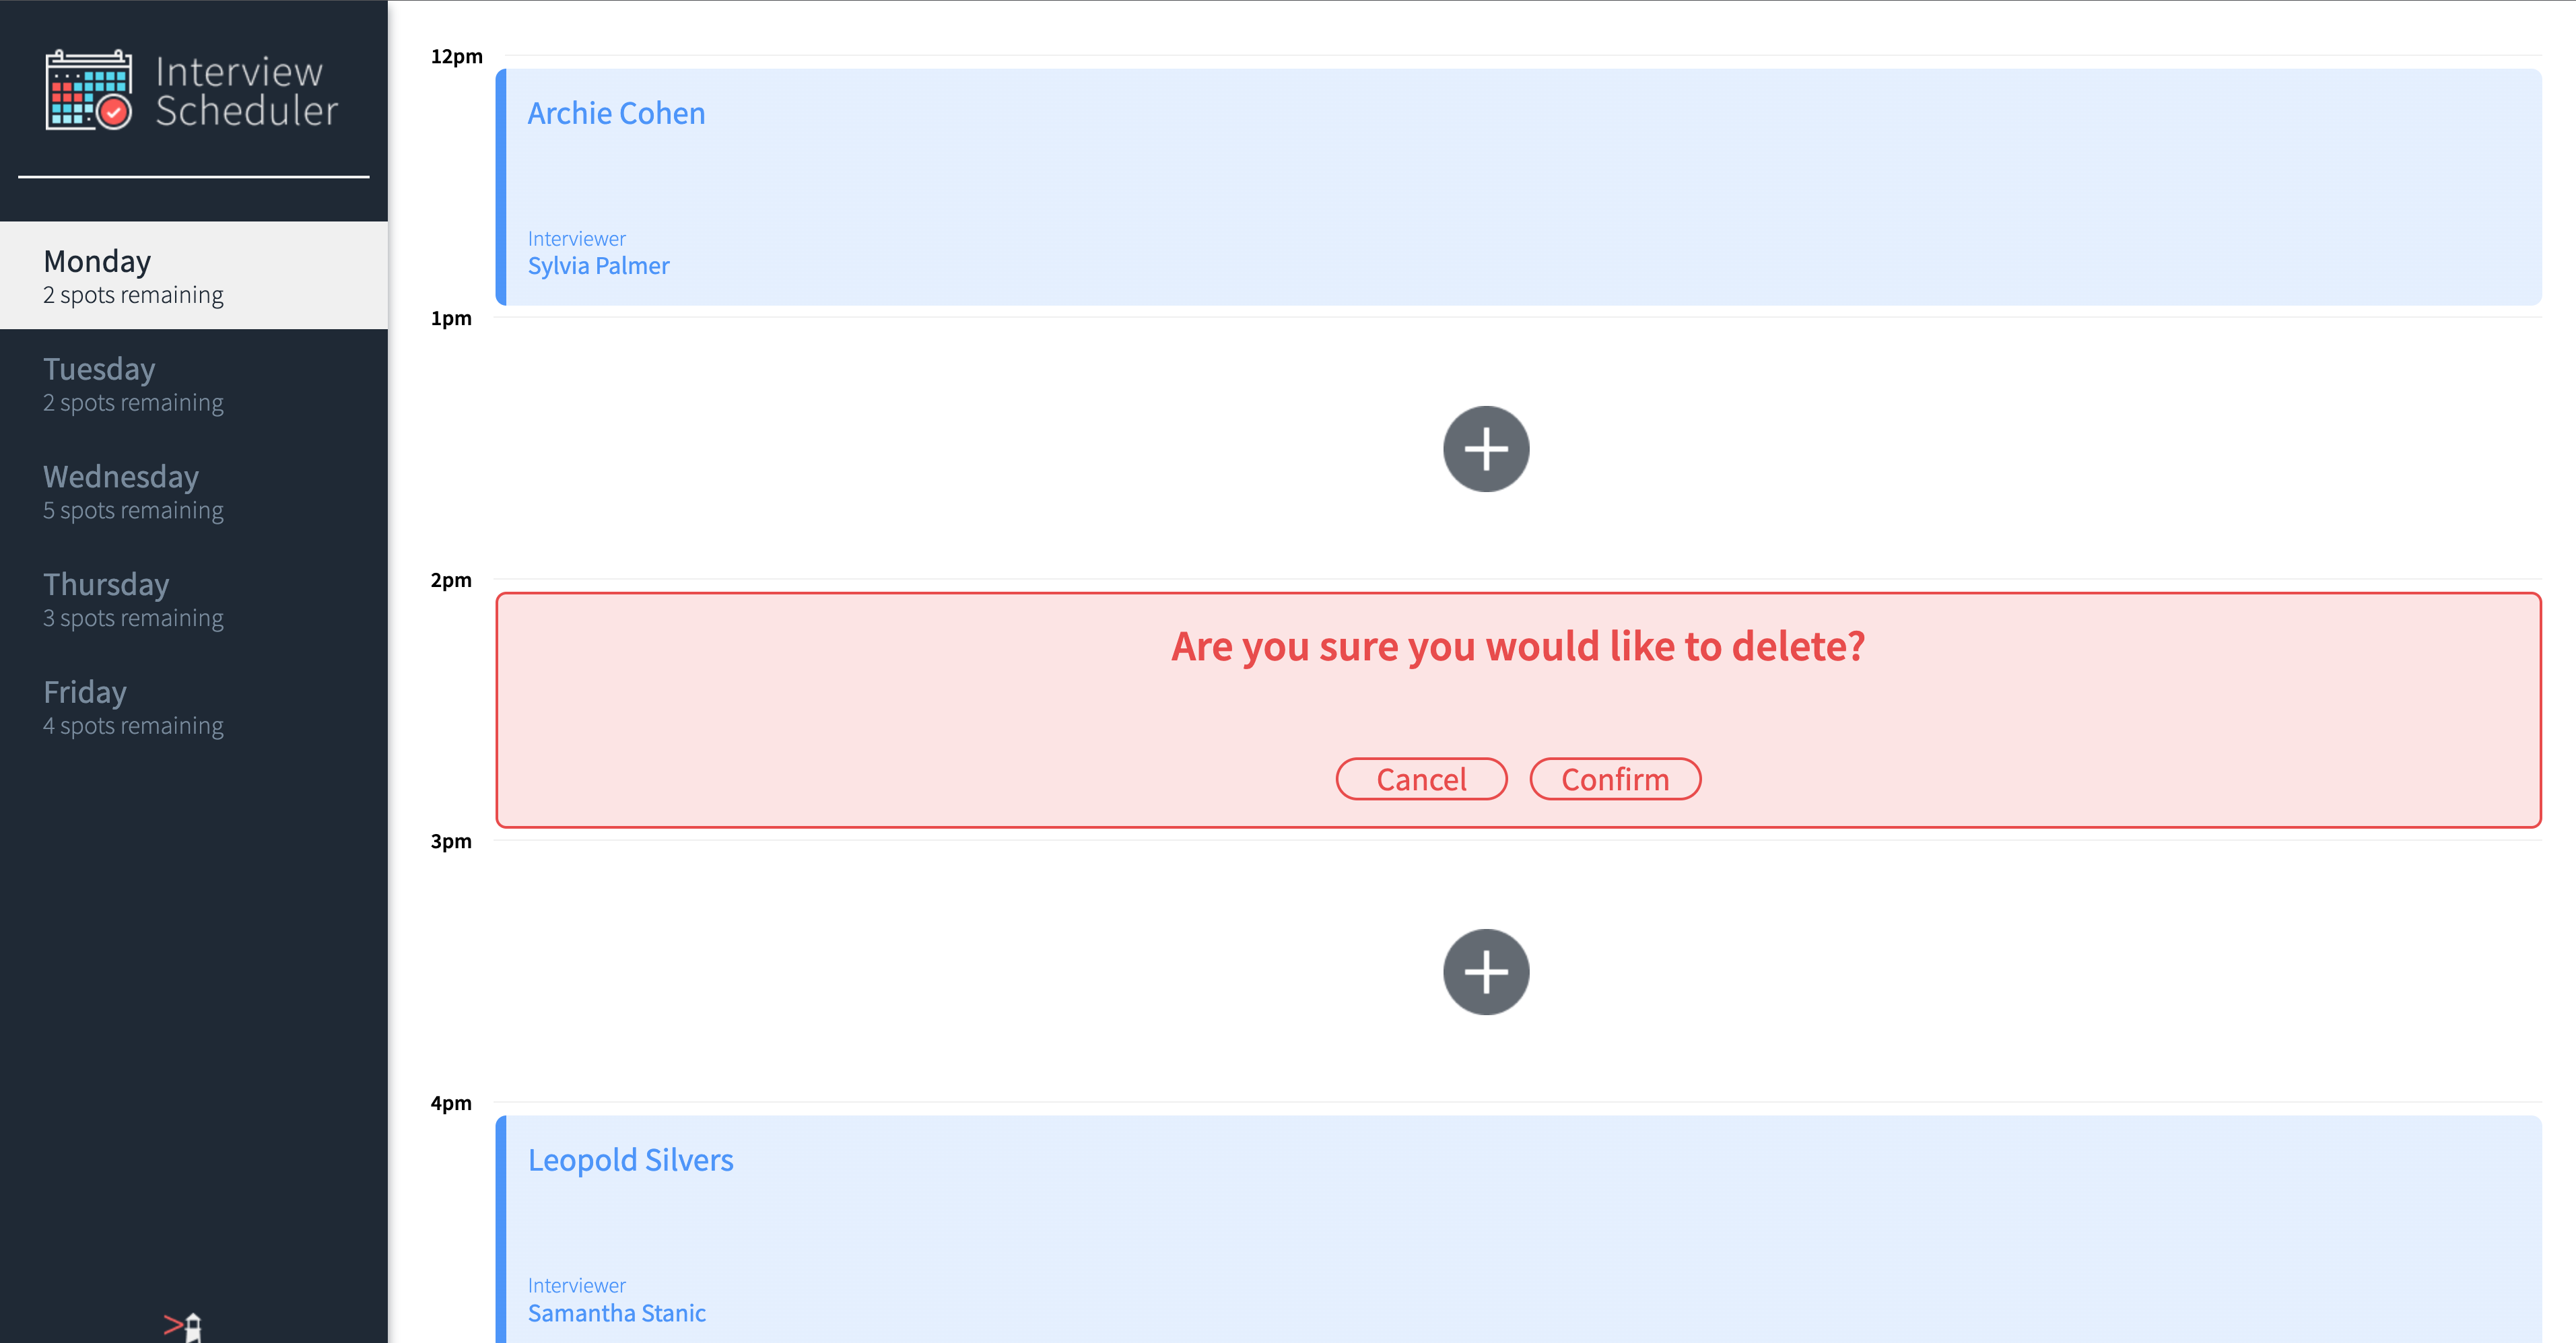 Interview
Scheduler
Monday
2 spots remaining
Tuesday
2 spots remaining
Wednesday
5 spots remaining
Thursday
3 spots remaining
Friday
4 spots remaining
12pm
Archie Cohen
Interviewer
Sylvia Palmer
1pm
2pm
Are you sure you would like to delete?
Cancel Confirm
3pm
4pm
Leopold Silvers
Interviewer
Samantha Stanic